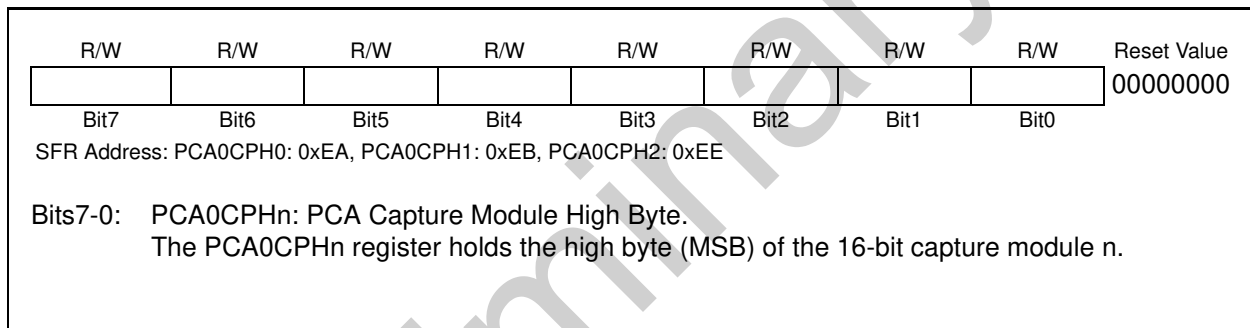 R/W R/W R/W R/W R/W R/W R/W R/W Reset Value
00000000
Bit7 Bit6 Bit5 Bit4 Bit3 Bit2 Bit1 Bit0
SFR Address: PCA0CPH0: 0xEA, PCA0CPH1: 0xEB, PCA0CPH2: 0xEE
Bits7-0: PCA0CPHn: PCA Capture Module High Byte.
The PCA0CPHn register holds the high byte (MSB) of the 16-bit capture module n.
minary